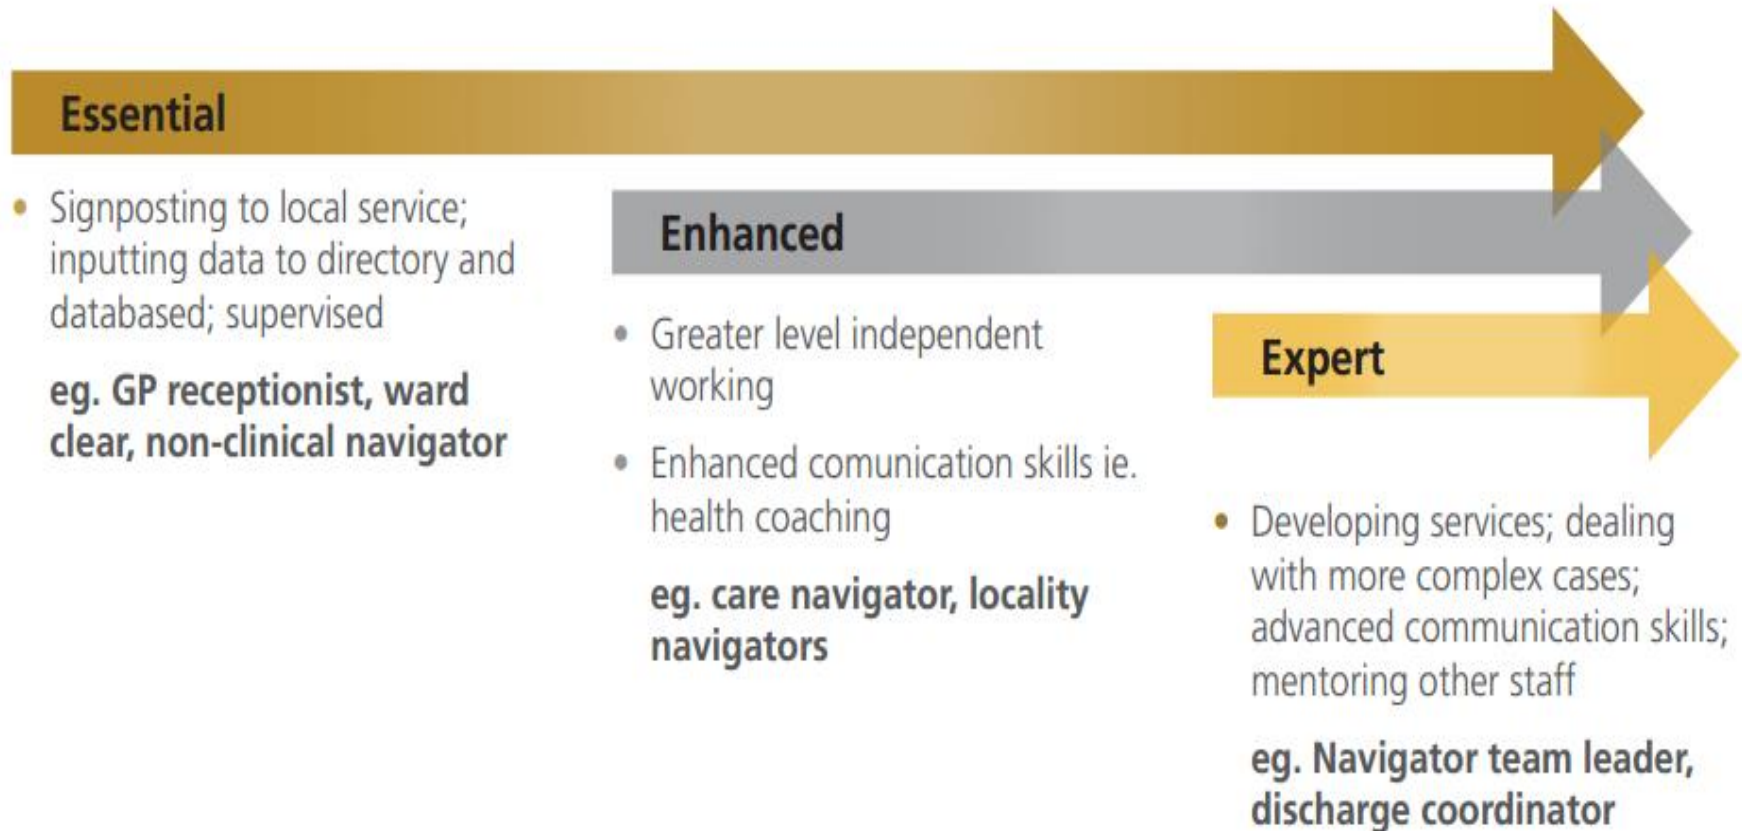 Essential
• Signposting to local service;
inputting data to directory and
databased; supervised
eg. GP receptionist, ward
clear, non-clinical navigator
Enhanced
• Greater level independent
working
• Enhanced comunication skills ie.
health coaching
eg. care navigator, locality
navigators
Expert
• Developing services; dealing
with more complex cases;
advanced communication skills;
mentoring other staff
eg. Navigator team leader,
discharge coordinator